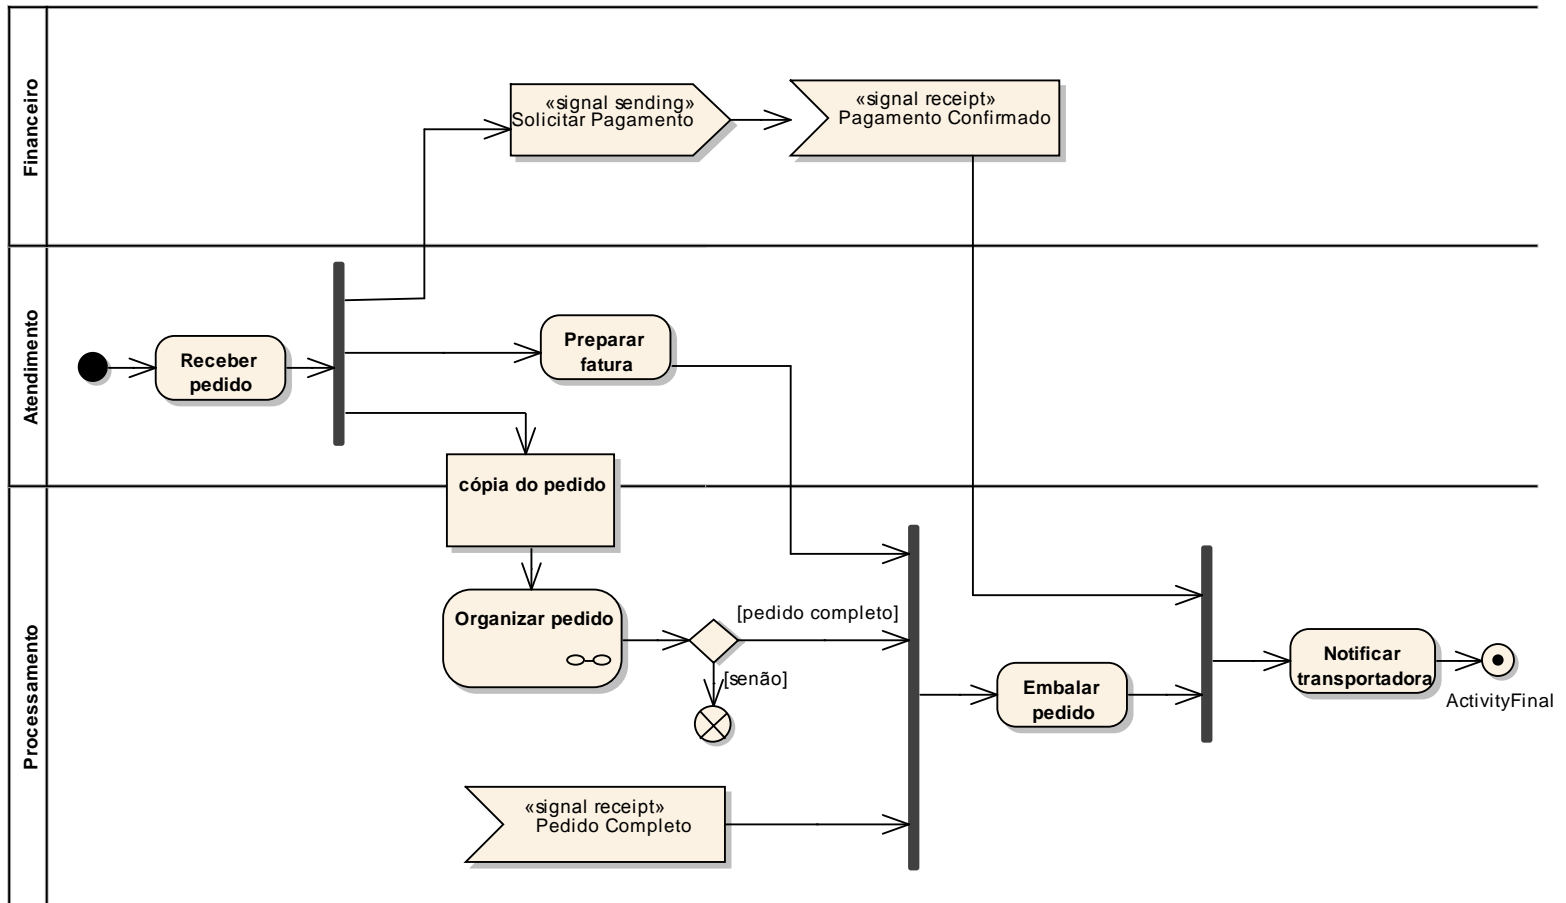 Financeiro
«signal sending»
Solicitar Pagamento
«signal receipt»
Pagamento Confirmado
Atendimento
Receber
pedido
Preparar
fatura
cópia do pedido
Processamento
Organizar pedido
[pedido completo]
[senão]
Embalar
pedido
Notificar
transportadora
ActivityFinal
«signal receipt»
Pedido Completo